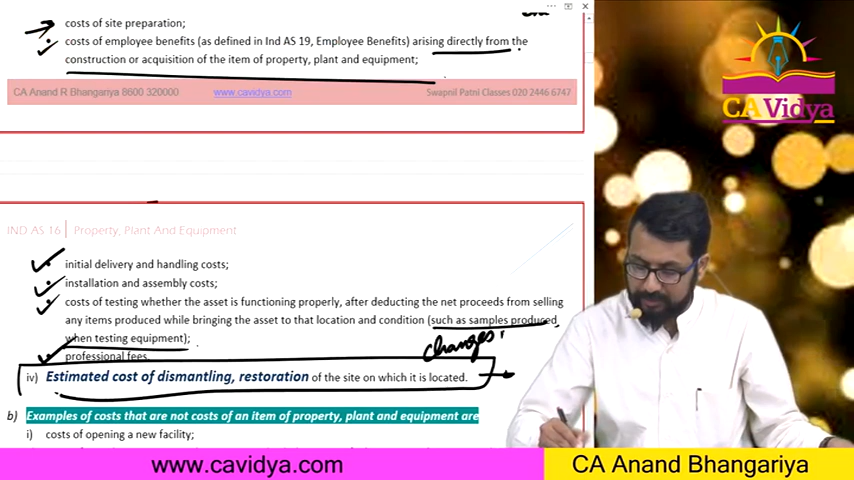 costs of site preparation;
costs of employee benefits (as defined in Ind AS 19, Employee Benefits) arising directly from the
construction or acquisition of the item of property, plant and equipment;
CA Anand R Bhangariya 8600 320000 www.cavidya.com Swapnil Patni Classes 020 2446 6747
CA Vidya
IND AS 16 | Property, Plant And Equipment
initial delivery and handling costs;
installation and assembly costs;
costs of testing whether the asset is functioning properly, after deducting the net proceeds from selling
any items produced while bringing the asset to that location and condition (such as samples produced
when testing equipment);
changes
professional fees.
iv) Estimated cost of dismantling, restoration of the site on which it is located.
b) Examples of costs that are not costs of an item of property, plant and equipment are
i) costs of opening a new facility;
www.cavidya.com
CA Anand Bhangariya